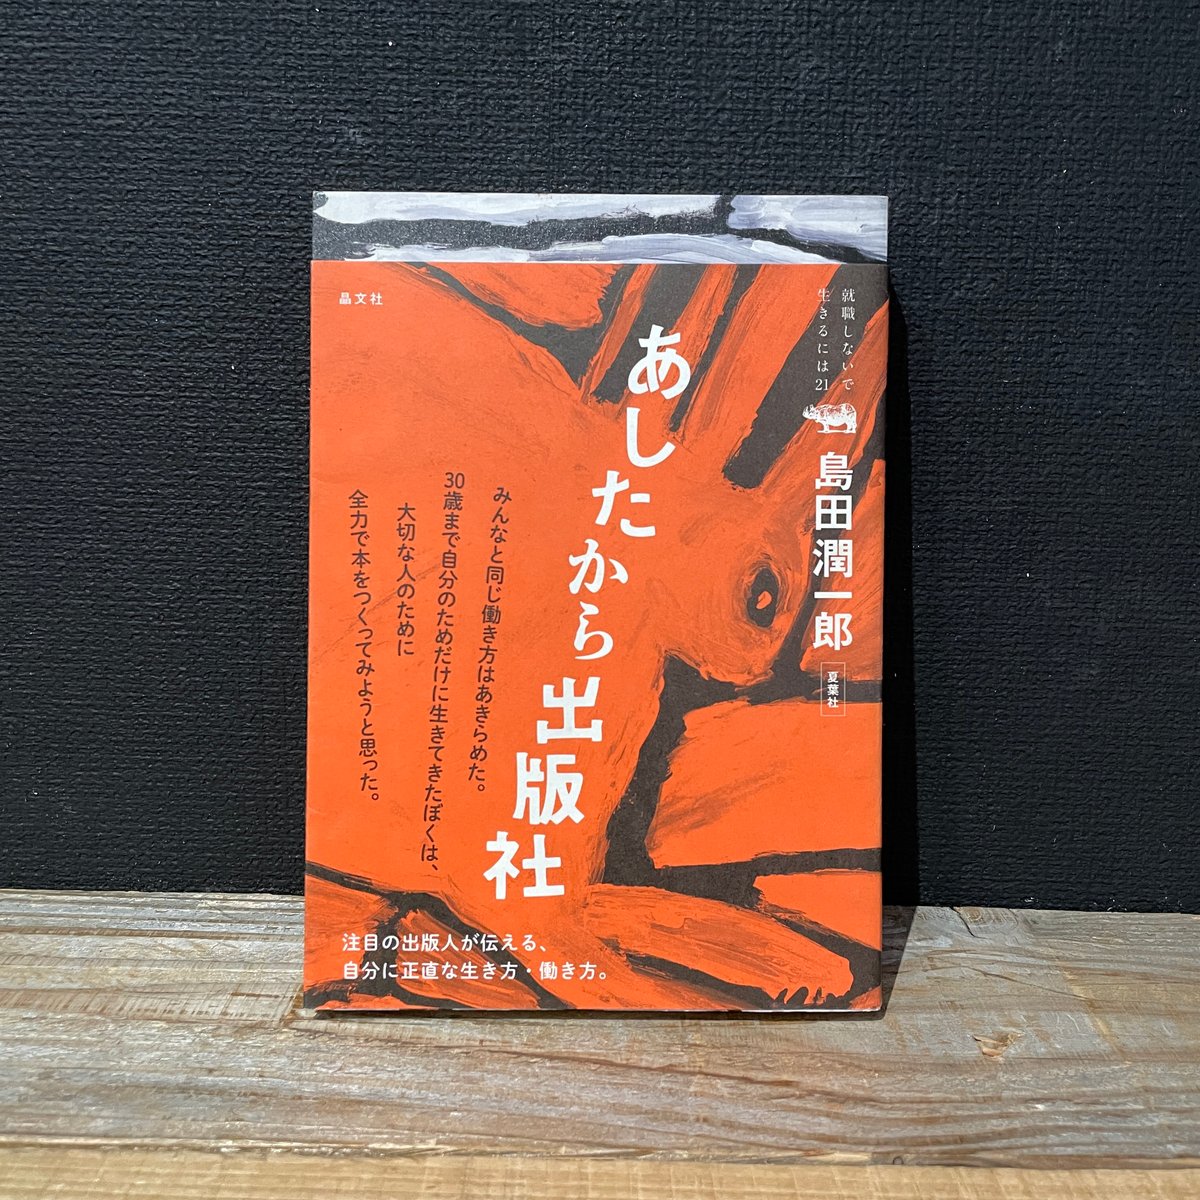 就職しないで
生きるには21
島田潤一郎
夏葉社
あしたから出版社
みんなと同じ働き方はあきらめた。
30歳まで自分のためだけに生きてきたぼくは、
大切な人のために
全力で本をつくってみようと思った。
晶文社
注目の出版人が伝える、
自分に正直な生き方・働き方。